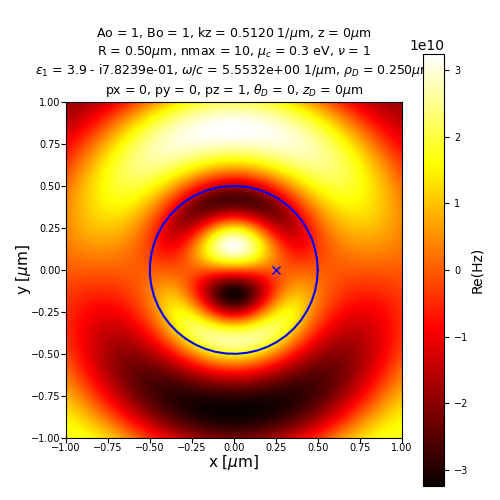 Ao = 1, Bo = 1, kz = 0.5120 1/μm, z = 0μm
R = 0.50μm, nmax = 10, μc = 0.3 eV, ν = 1
ε1 = 3.9 - i7.8239e-01, ω/c = 5.5532e+00 1/μm, ρD = 0.250μm
px = 0, py = 0, pz = 1, θD = 0, zD = 0μm
1e10
1.00
0.75
0.50
0.25
0.00
−0.25
−0.50
−0.75
−1.00
y [μm]
−1.00 −0.75 −0.50 −0.25 0.00 0.25 0.50 0.75 1.00
x [μm]
3
2
1
0
−1
−2
−3
Re(Hz)